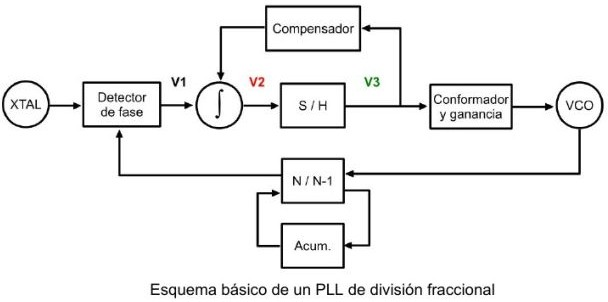 Compensador
XTAL
Detector
de fase
V1
∫
V2
S / H
V3
Conformador
y ganancia
VCO
N / N-1
Acum.
Esquema básico de un PLL de división fraccional